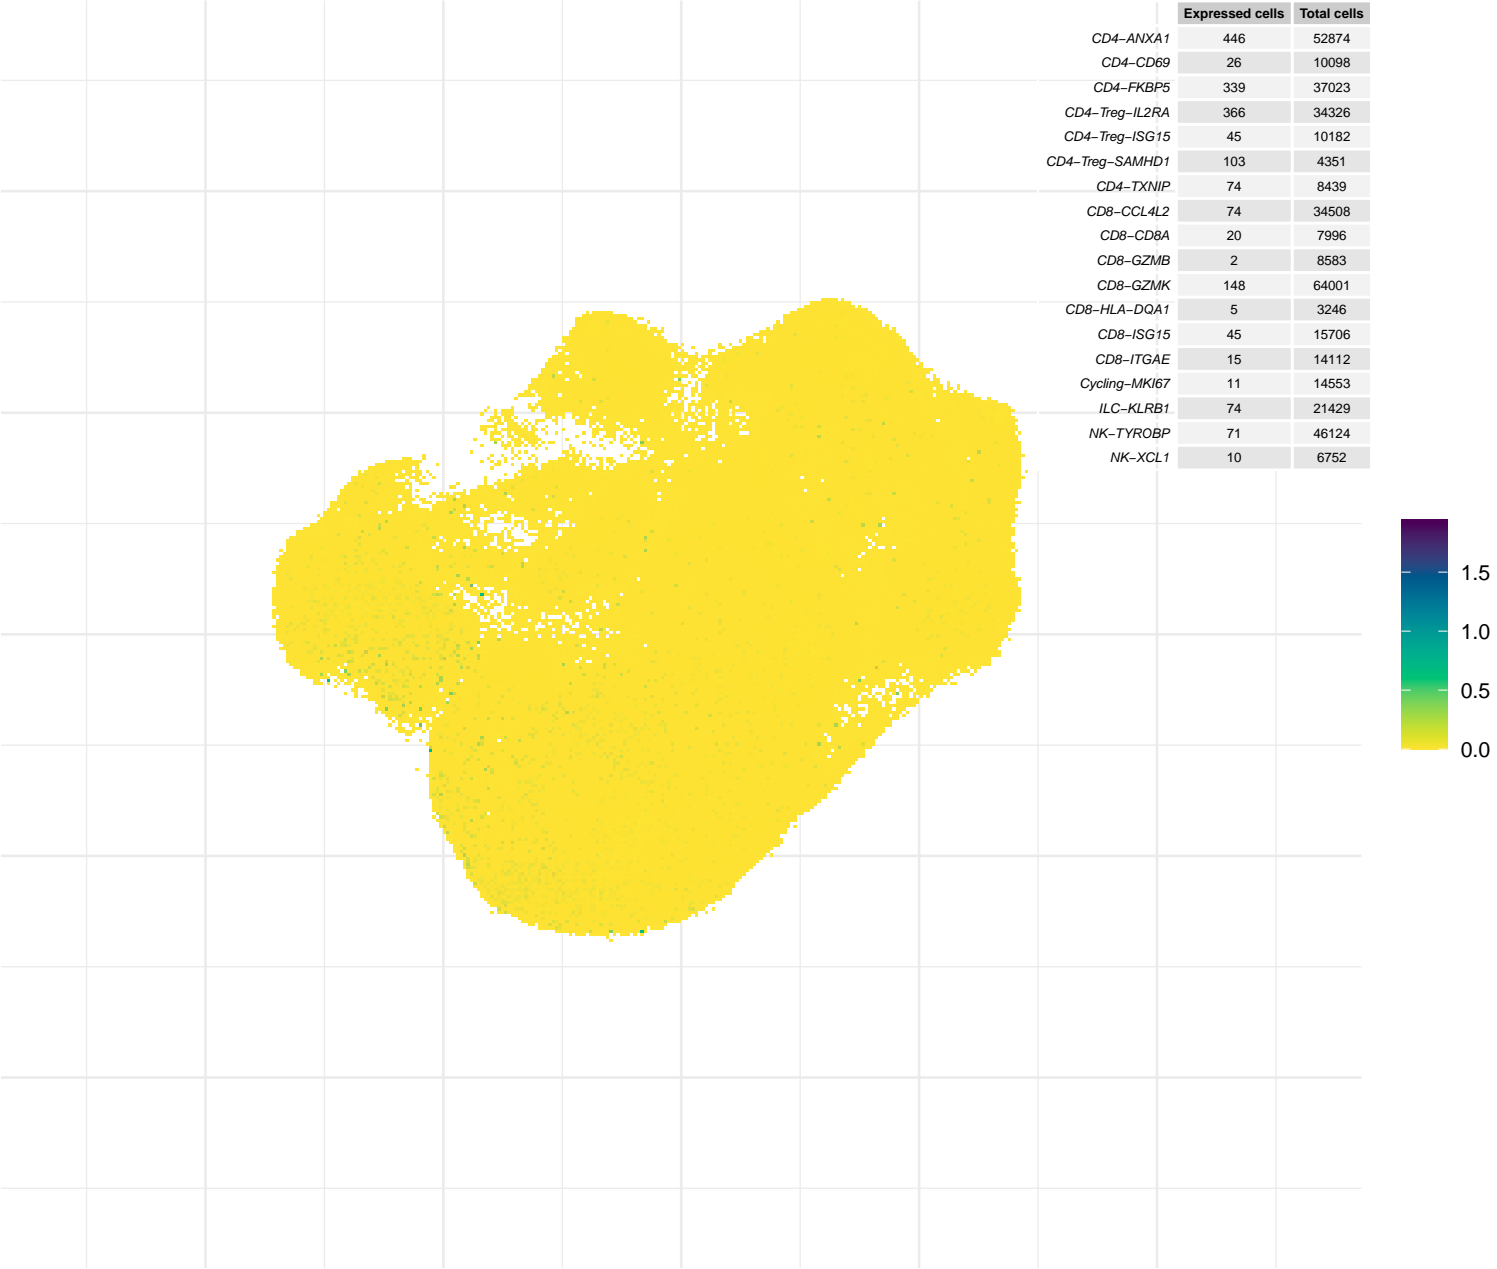 Expressed cells Total cells
CD4−ANXA1 446 52874
CD4−CD69 26 10098
CD4−FKBP5 339 37023
CD4−Treg−IL2RA 366 34326
CD4−Treg−ISG15 45 10182
CD4−Treg−SAMHD1 103 4351
CD4−TXNIP 74 8439
CD8−CCL4L2 74 34508
CD8−CD8A 20 7996
CD8−GZMB 2 8583
CD8−GZMK 148 64001
CD8−HLA−DQA1 5 3246
CD8−ISG15 45 15706
CD8−ITGAE 15 14112
Cycling−MKI67 11 14553
ILC−KLRB1 74 21429
NK−TYROBP 71 46124
NK−XCL1 10 6752
1.5
1.0
0.5
0.0